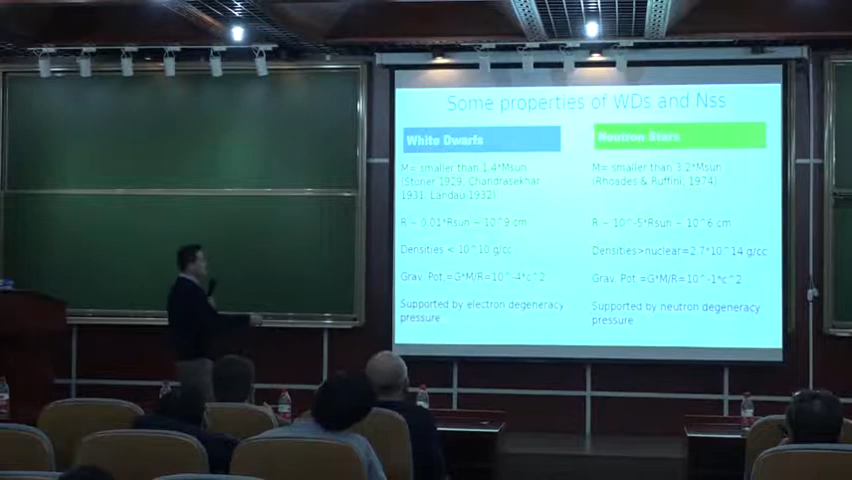 Some properties of WDs and Nss
White Dwarfs
M= smaller than 1.4*Msun
(Stoner 1929, Chandrasekhar
1931, Landau 1932)
R ~ 0.01*Rsun ~ 10^9 cm
Densities < 10^10 g/cc
Grav. Pot.=G*M/R=10^-4*c^2
Supported by electron degeneracy
pressure
Neutron Stars
M= smaller than 3.2*Msun
(Rhoades & Ruffini, 1974)
R ~ 10^-5*Rsun ~ 10^6 cm
Densities>nuclear=2.7*10^14 g/cc
Grav. Pot.=G*M/R=10^-1*c^2
Supported by neutron degeneracy
pressure